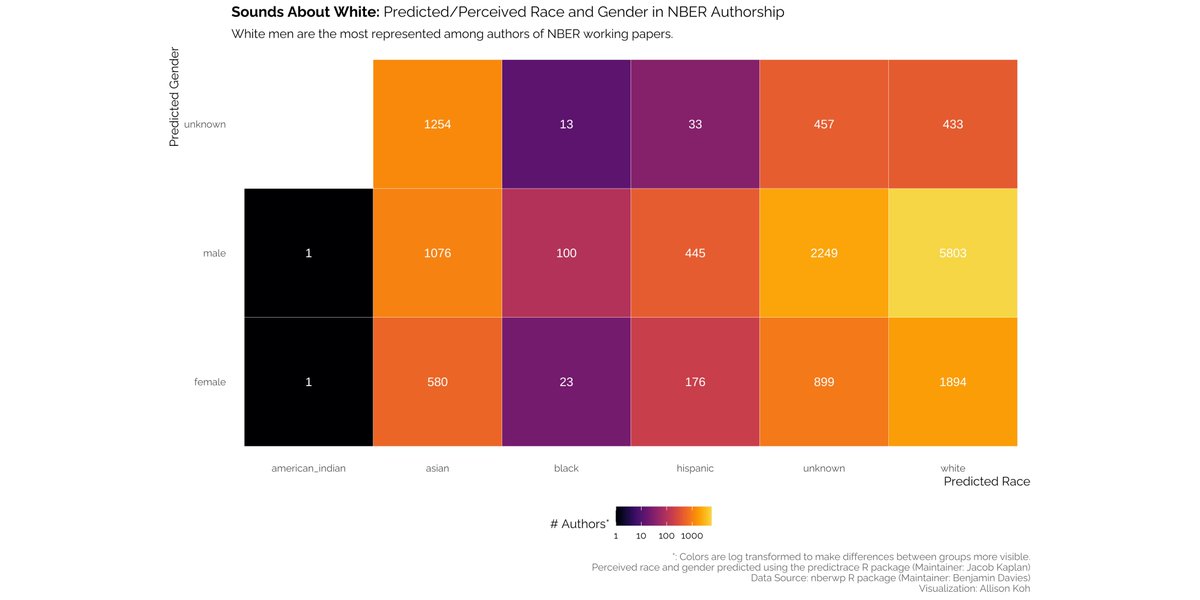 Sounds About White: Predicted/Perceived Race and Gender in NBER Authorship
White men are the most represented among authors of NBER working papers.
Predicted Gender
unknown
1254
13
33
457
433
male
1
1076
100
445
2249
5803
female
1
580
23
176
899
1894
american_indian
asian
black
hispanic
unknown
white
Predicted Race
# Authors*
1
10
100
1000
*: Colors are log transformed to make differences between groups more visible.
Perceived race and gender predicted using the predictrace R package (Maintainer: Jacob Kaplan)
Data Source: nberwp R package (Maintainer: Benjamin Davies)
Visualization: Allison Koh